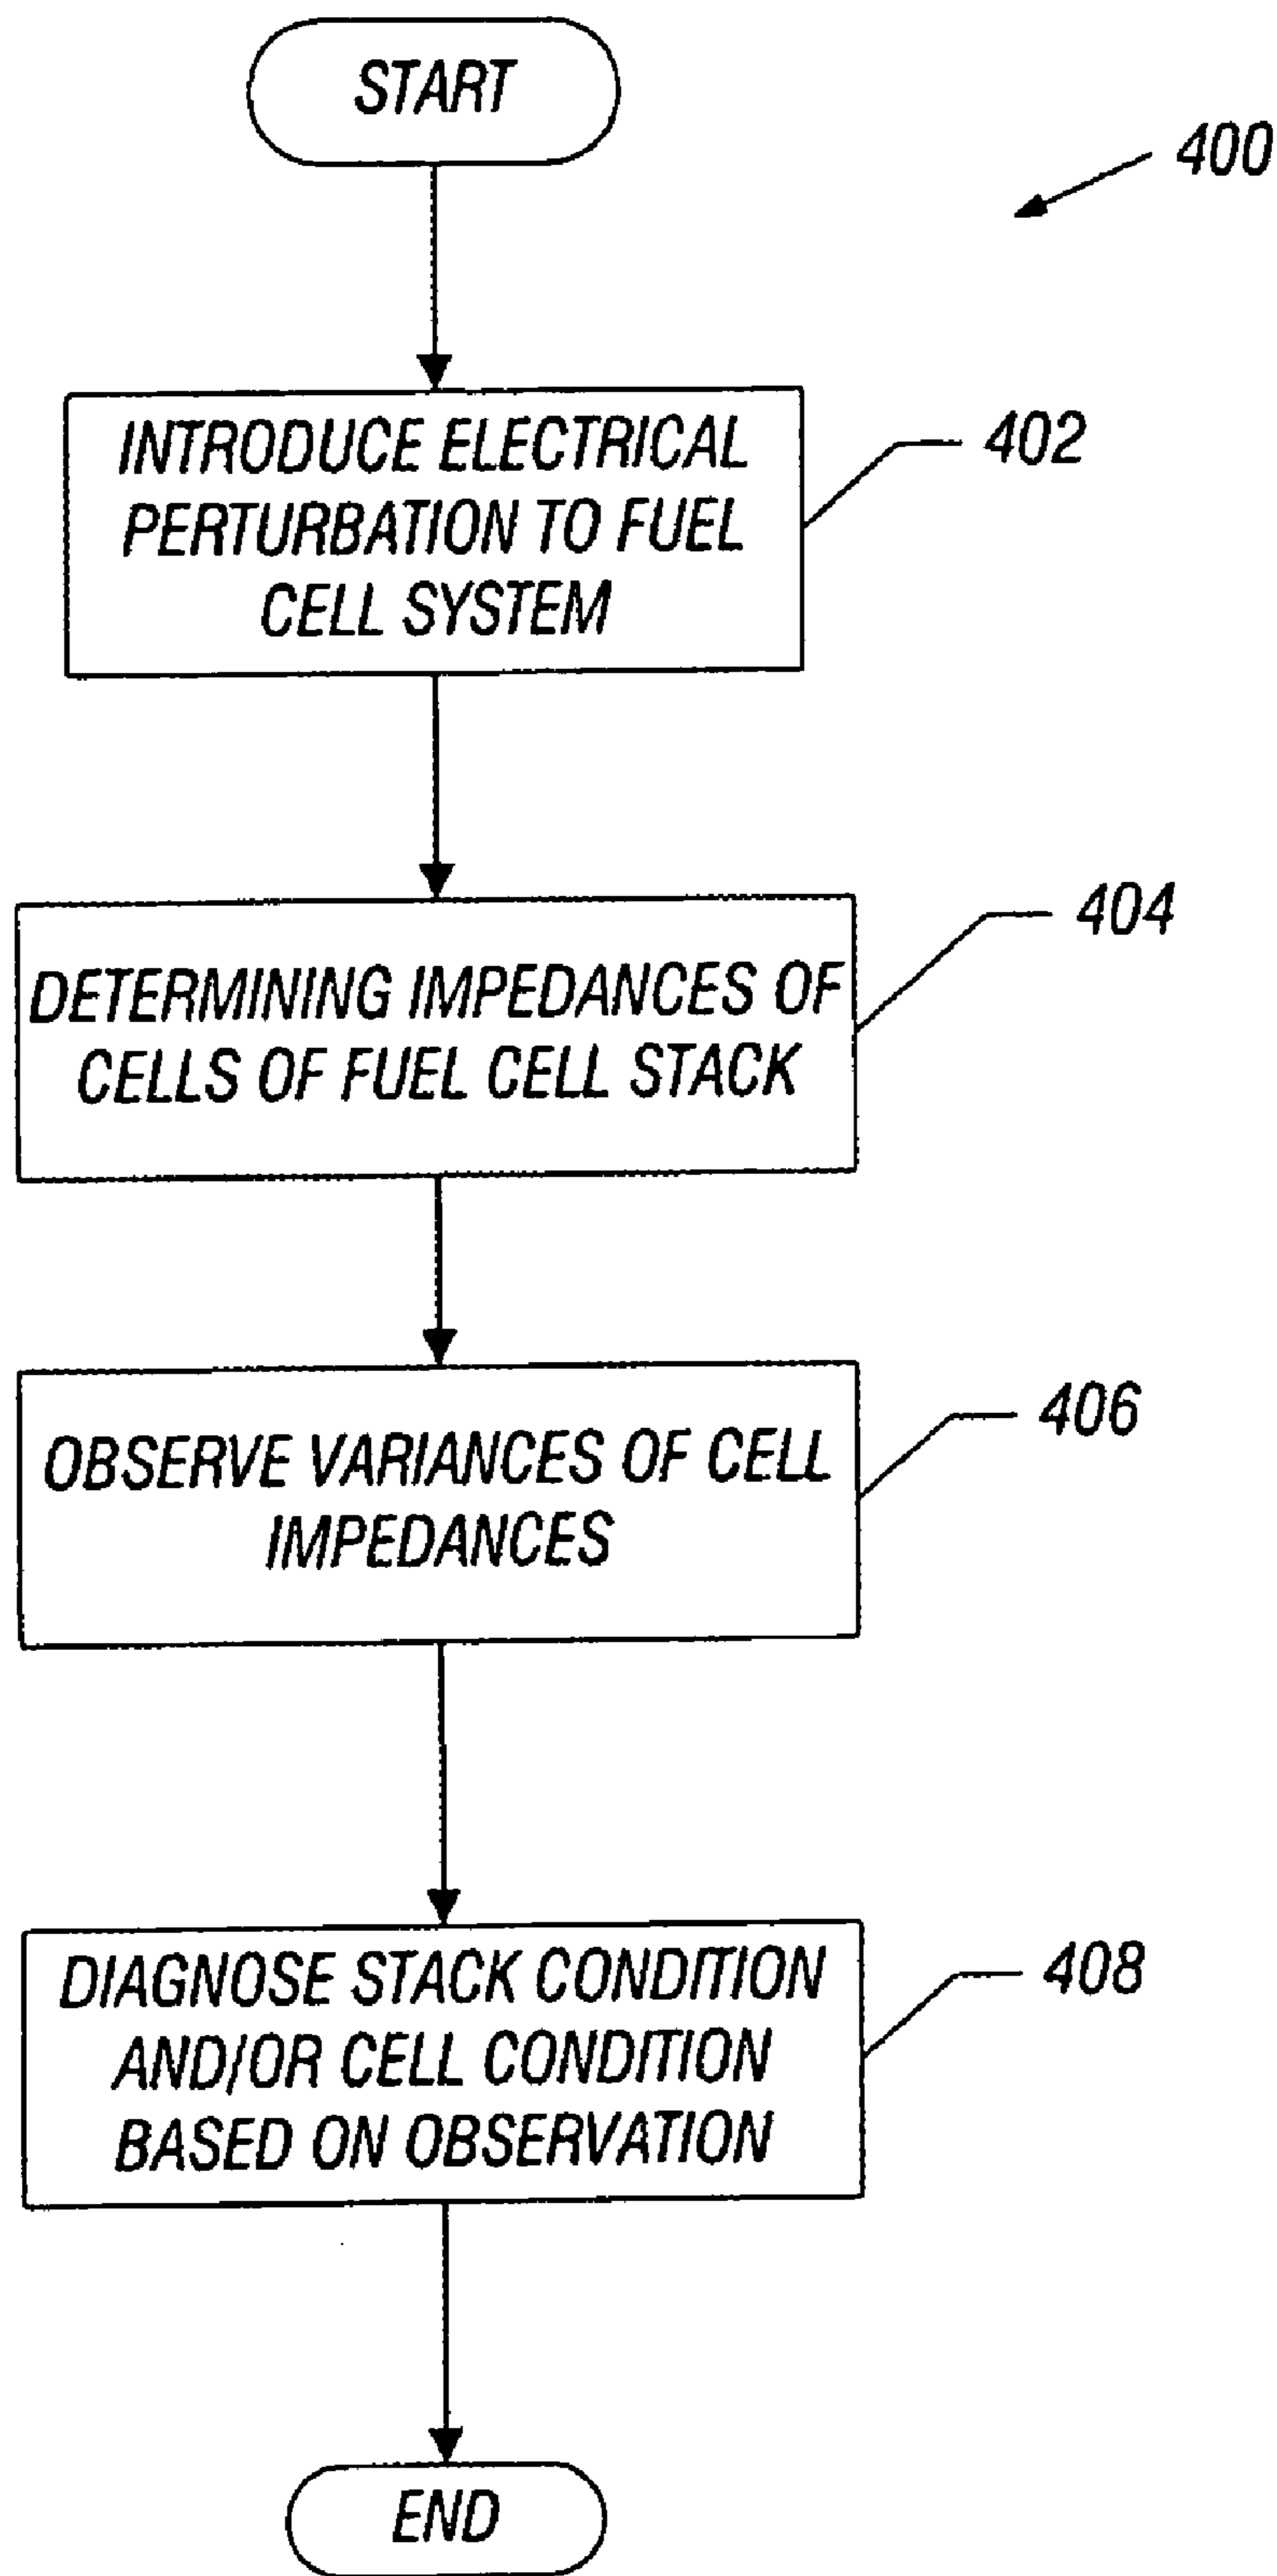 START
400
INTRODUCE ELECTRICAL
PERTURBATION TO FUEL
CELL SYSTEM
402
DETERMINING IMPEDANCES OF
CELLS OF FUEL CELL STACK
404
OBSERVE VARIANCES OF CELL
IMPEDANCES
406
DIAGNOSE STACK CONDITION
AND/OR CELL CONDITION
BASED ON OBSERVATION
408
END